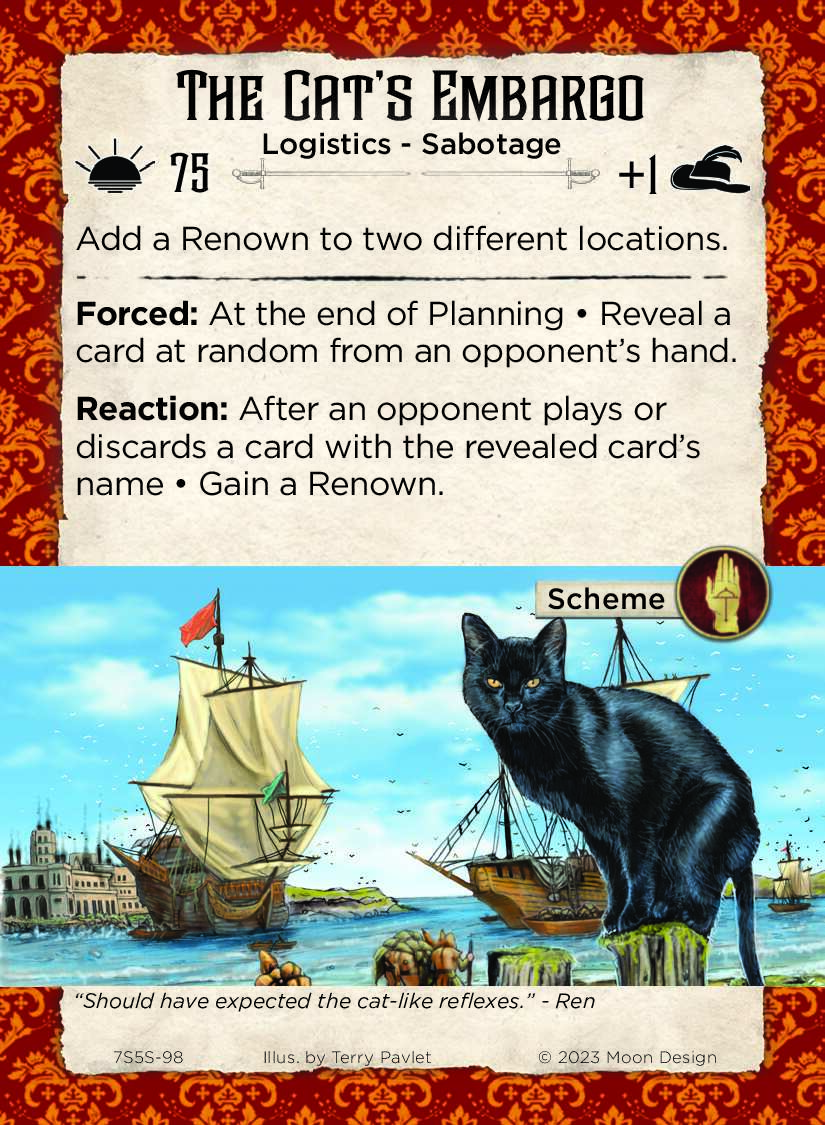 The Cat's Embargo
Logistics - Sabotage
75
+1
Add a Renown to two different locations.
Forced: At the end of Planning • Reveal a
card at random from an opponent's hand.
Reaction: After an opponent plays or
discards a card with the revealed card's
name • Gain a Renown.
Scheme
“Should have expected the cat-like reflexes.” - Ren
7S5S-98 Illus. by Terry Pavlet © 2023 Moon Design